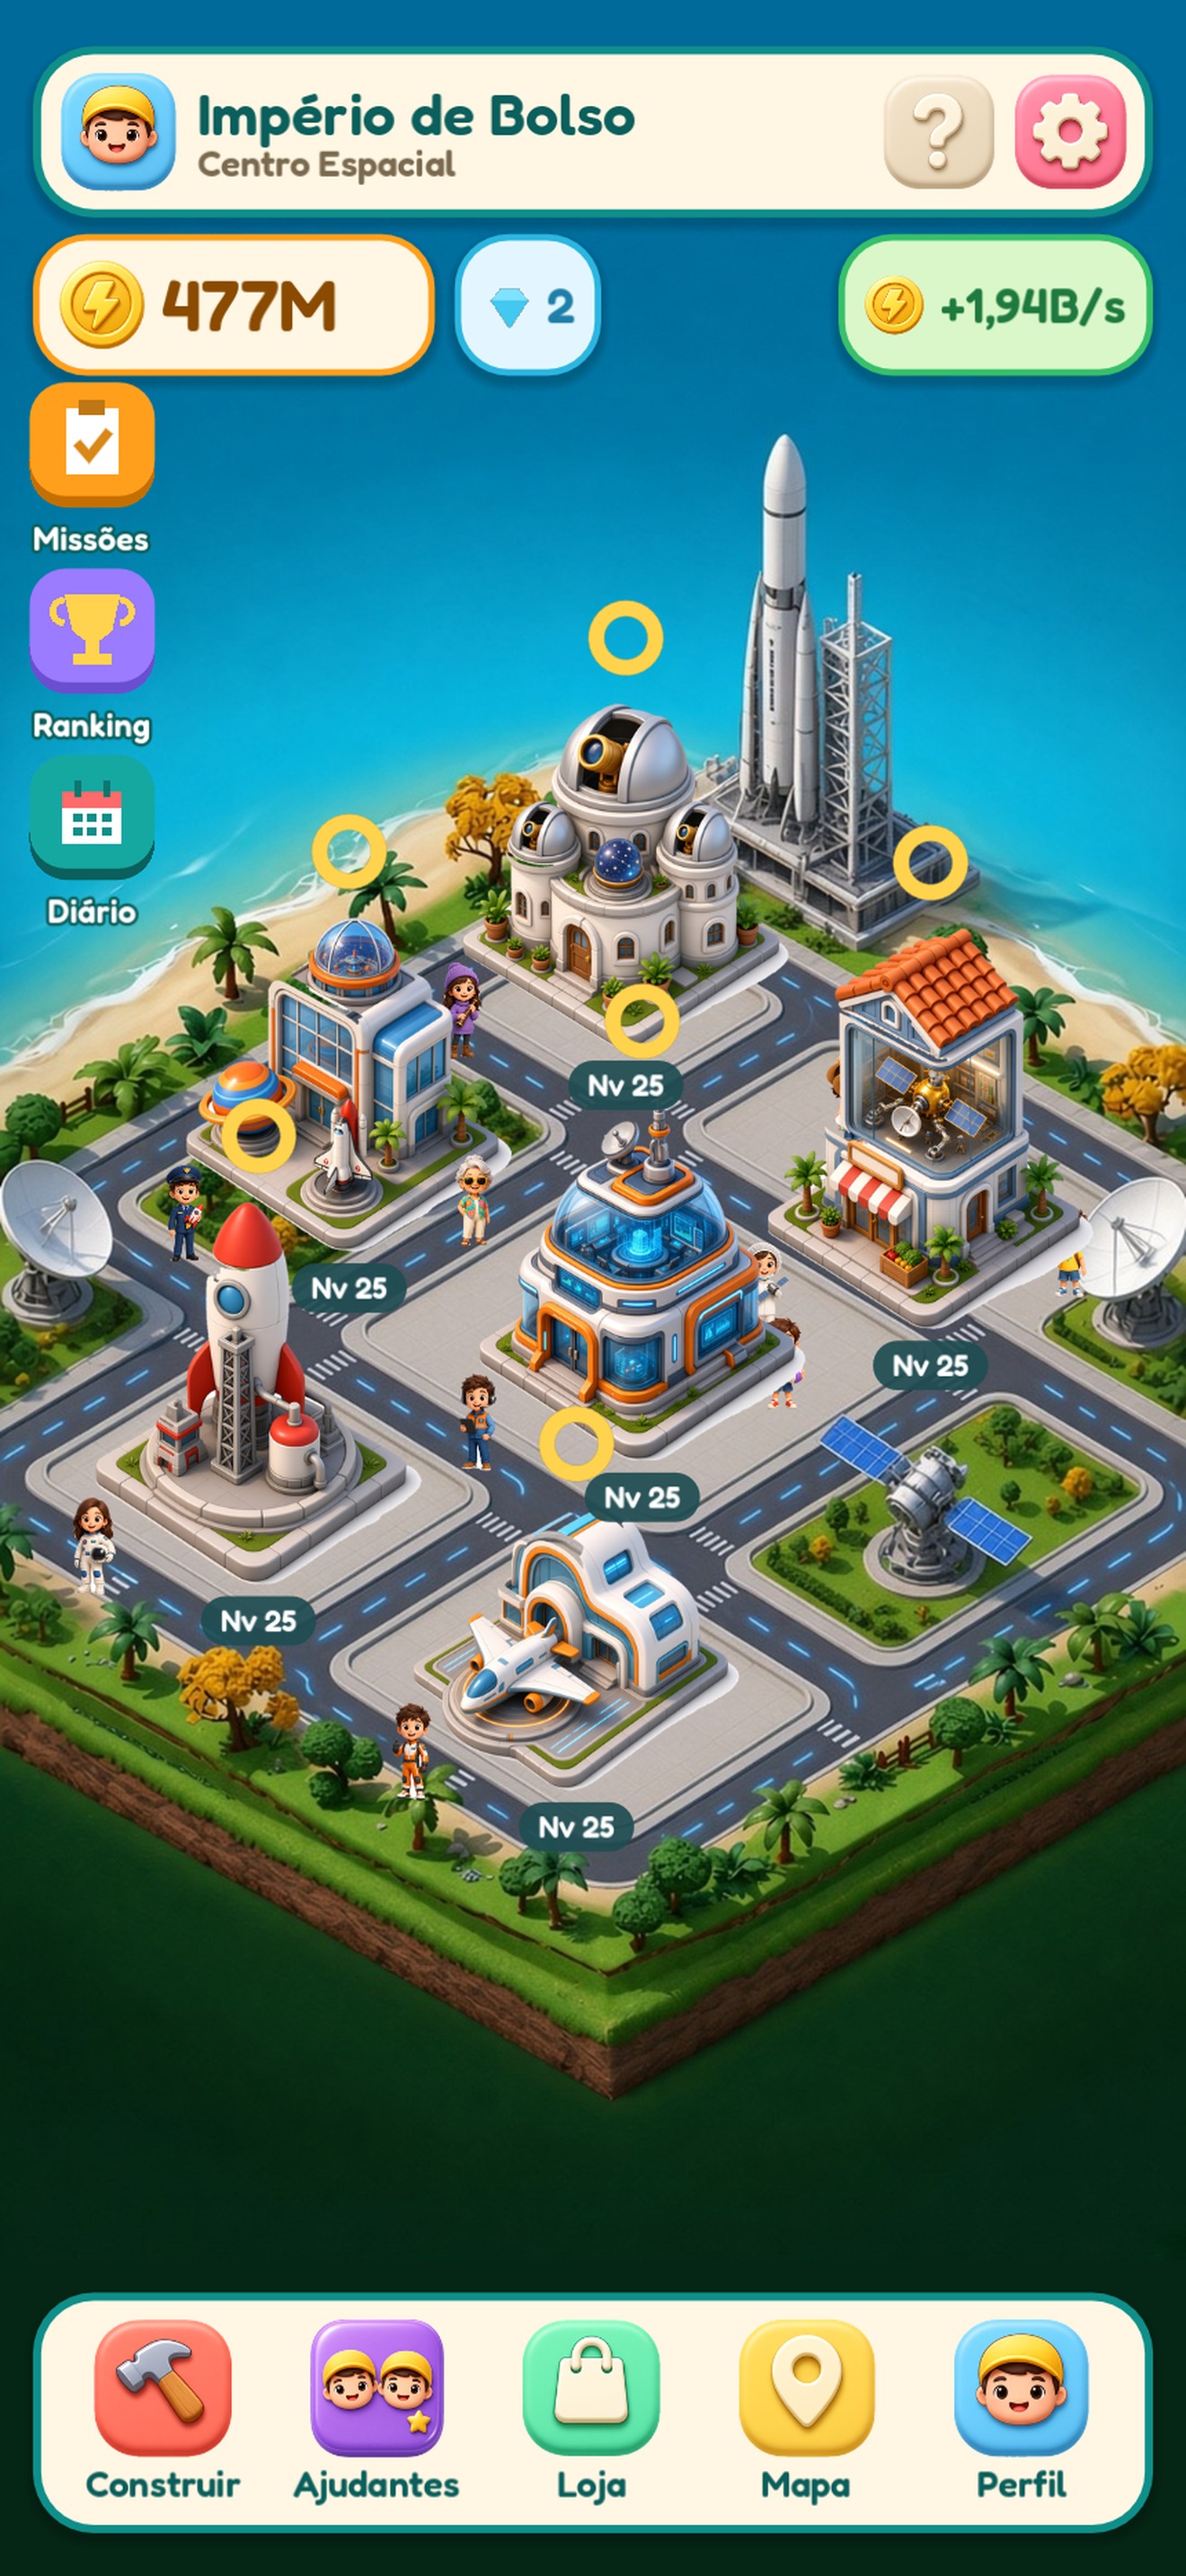 Império de Bolso
Centro Espacial
477M
2
+1,94B/s
Missões
Ranking
Diário
Nv 25
Nv 25
Nv 25
Nv 25
Nv 25
Nv 25
Construir
Ajudantes
Loja
Mapa
Perfil